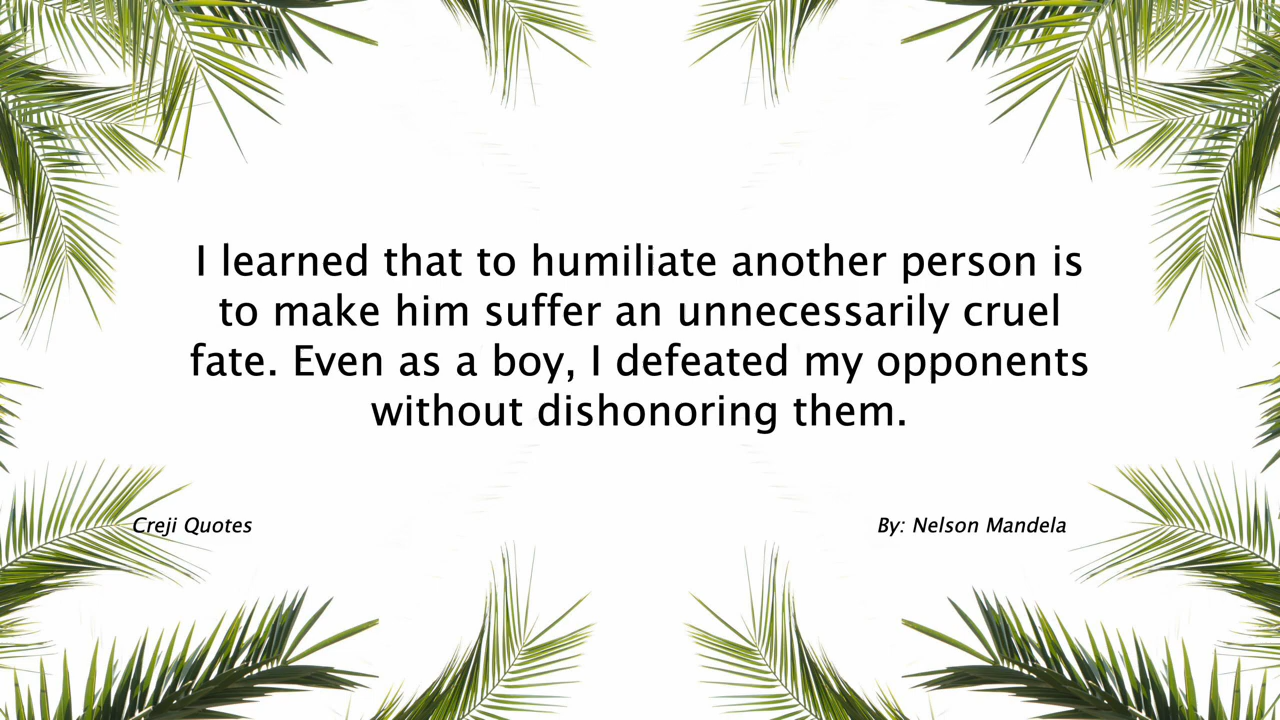 I learned that to humiliate another person is
to make him suffer an unnecessarily cruel
fate. Even as a boy, I defeated my opponents
without dishonoring them.
Creji Quotes
By: Nelson Mandela